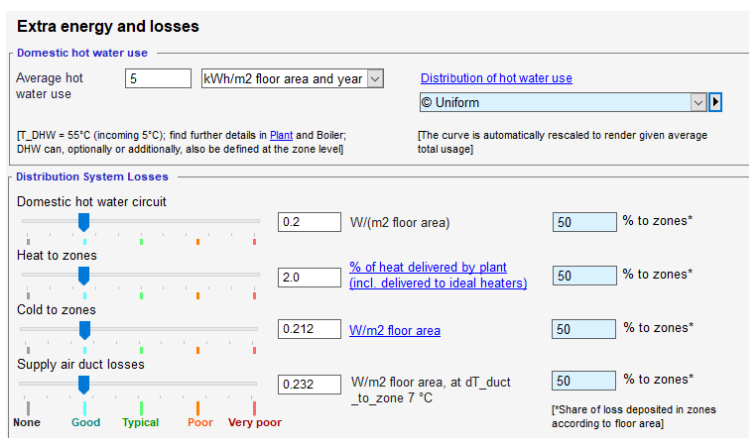 Extra energy and losses
Domestic hot water use
Average hot
water use
5
kWh/m2 floor area and year
Distribution of hot water use
© Uniform
[T_DHW = 55°C (incoming 5°C); find further details in Plant and Boiler;
DHW can, optionally or additionally, also be defined at the zone level]
[The curve is automatically rescaled to render given average
total usage]
Distribution System Losses
Domestic hot water circuit
0.2
W/(m2 floor area)
50
% to zones*
Heat to zones
2.0
% of heat delivered by plant
(incl. delivered to ideal heaters)
50
% to zones*
Cold to zones
0.212
W/m2 floor area
50
% to zones*
Supply air duct losses
0.232
W/m2 floor area, at dT_duct
_to_zone 7 °C
50
% to zones*
None Good Typical Poor Very poor
[*Share of loss deposited in zones
according to floor area]